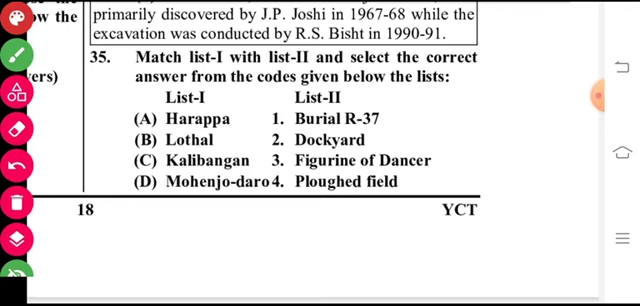 ow the
ers)
primarily discovered by J.P. Joshi in 1967-68 while the
excavation was conducted by R.S. Bisht in 1990-91.
35. Match list-I with list-II and select the correct
answer from the codes given below the lists:
List-I List-II
(A) Harappa 1. Burial R-37
(B) Lothal 2. Dockyard
(C) Kalibangan 3. Figurine of Dancer
(D) Mohenjo-daro 4. Ploughed field
18 YCT